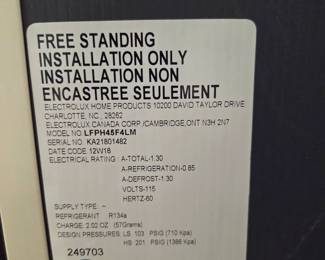 FREE STANDING
INSTALLATION ONLY
INSTALLATION NON
ENCASTREE SEULEMENT
ELECTROLUX HOME PRODUCTS 10200 DAVID TAYLOR DRIVE
CHARLOTTE, NC., 28262
ELECTROLUX CANADA CORP./CAMBRIDGE,ONT N3H 2N7
MODEL NO. LFPH45F4LM
SERIAL NO. KA21801482
DATE CODE 12W18
ELECTRICAL RATING A-TOTAL-1.30
A-REFRIGERATION-0.85
A-DEFROST-1.30
VOLTS-115
HERTZ-60
SUPPLY TYPE –
REFRIGERANT R134a
CHARGE: 2.02 OZ (57Grams)
DESIGN PRESSURES: LS 103 PSIG (710 Kpa)
HS 201 PSIG (1386 Kpa)
249703